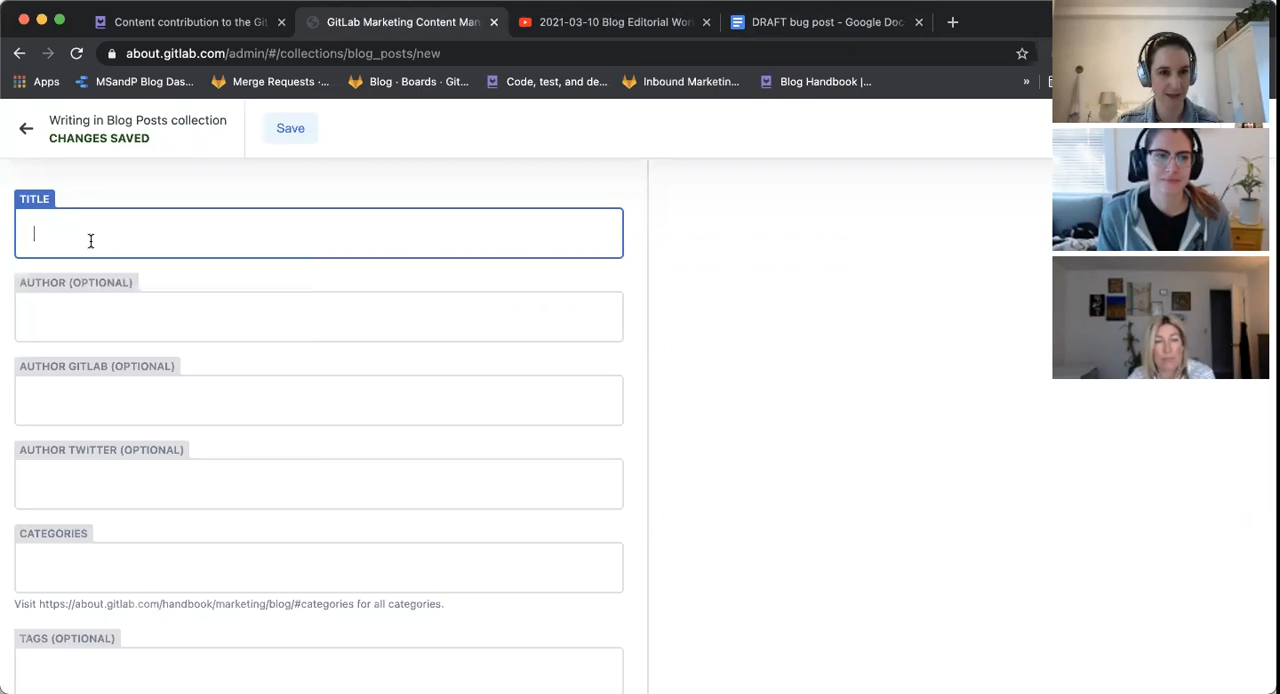 Content contribution to the Git
GitLab Marketing Content Man
2021-03-10 Blog Editorial Wor
DRAFT bug post - Google Doc
about.gitlab.com/admin/#/collections/blog_posts/new
Apps
MSandP Blog Das...
Merge Requests ·...
Blog · Boards · Git...
Code, test, and de...
Inbound Marketin...
Blog Handbook |...
»
Writing in Blog Posts collection
CHANGES SAVED
Save
TITLE
AUTHOR (OPTIONAL)
AUTHOR GITLAB (OPTIONAL)
AUTHOR TWITTER (OPTIONAL)
CATEGORIES
Visit https://about.gitlab.com/handbook/marketing/blog/#categories for all categories.
TAGS (OPTIONAL)